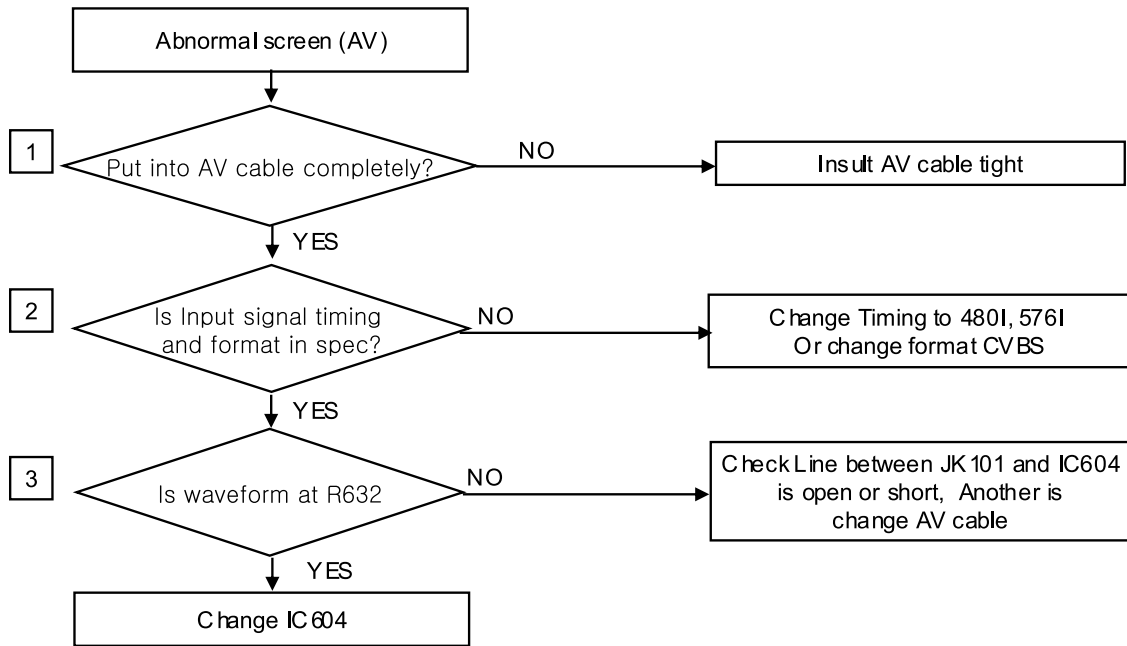 Abnormal screen (AV)
1
Put into AV cable completely?
NO
Insult AV cable tight
YES
2
Is Input signal timing
and format in spec?
NO
Change Timing to 480I, 576I
Or change format CVBS
YES
3
Is waveform at R632
NO
Check Line between JK101 and IC604
is open or short, Another is
change AV cable
YES
Change IC604